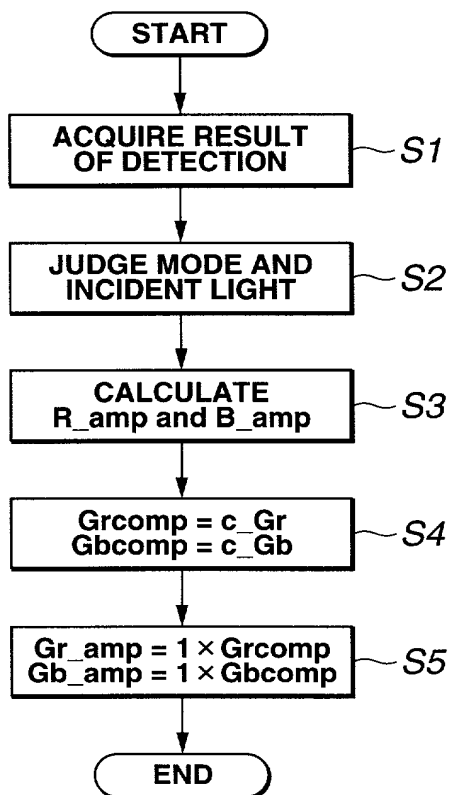 START
ACQUIRE RESULT
OF DETECTION
S1
JUDGE MODE AND
INCIDENT LIGHT
S2
CALCULATE
R_amp and B_amp
S3
Grcomp = c_Gr
Gbcomp = c_Gb
S4
Gr_amp = 1 × Grcomp
Gb_amp = 1 × Gbcomp
S5
END